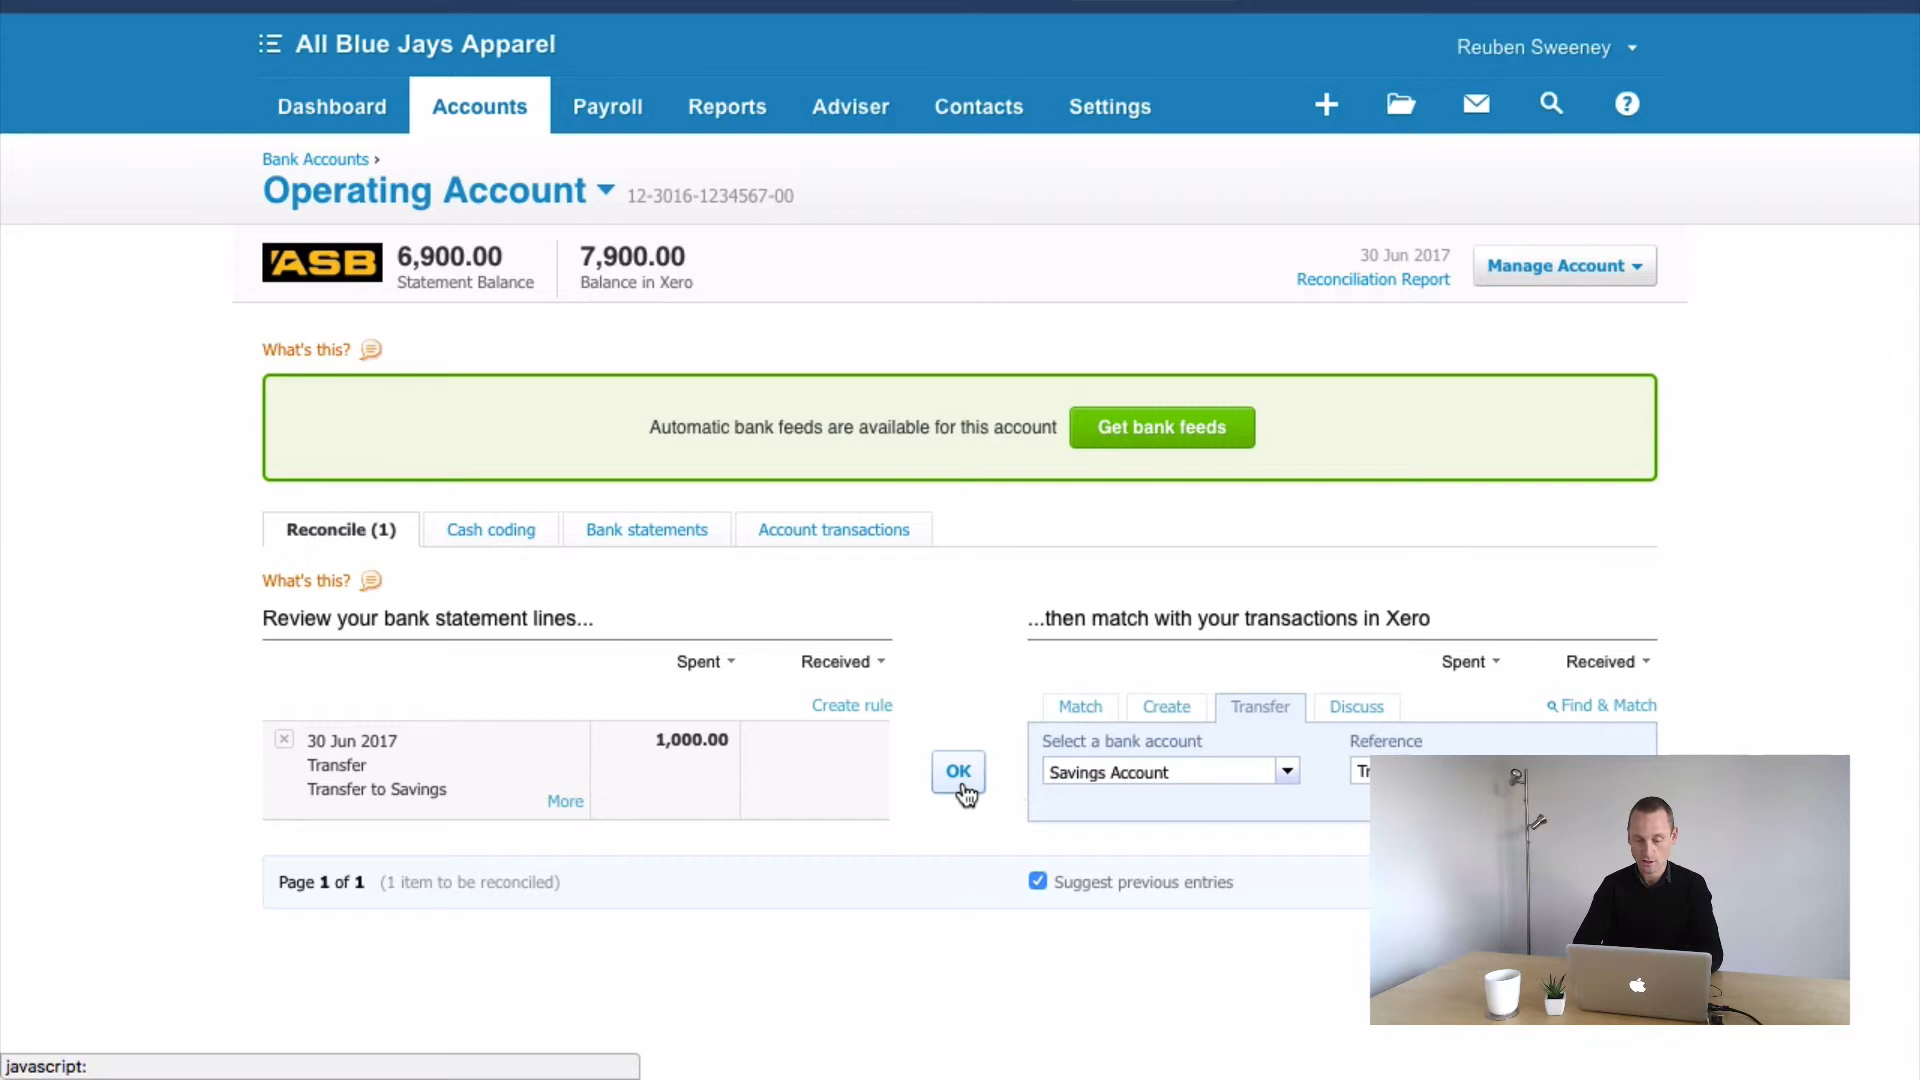 All Blue Jays Apparel
Reuben Sweeney
Dashboard Accounts Payroll Reports Adviser Contacts Settings
Bank Accounts ›
Operating Account 12-3016-1234567-00
ASB
6,900.00
Statement Balance
7,900.00
Balance in Xero
30 Jun 2017
Reconciliation Report
Manage Account
What's this?
Automatic bank feeds are available for this account Get bank feeds
Reconcile (1) Cash coding Bank statements Account transactions
What's this?
Review your bank statement lines... ...then match with your transactions in Xero
Spent Received Spent Received
Create rule Match Create Transfer Discuss Find & Match
30 Jun 2017 1,000.00
Transfer
Transfer to Savings
More
OK
Select a bank account Reference
Savings Account Tr
Page 1 of 1 (1 item to be reconciled) Suggest previous entries
javascript: